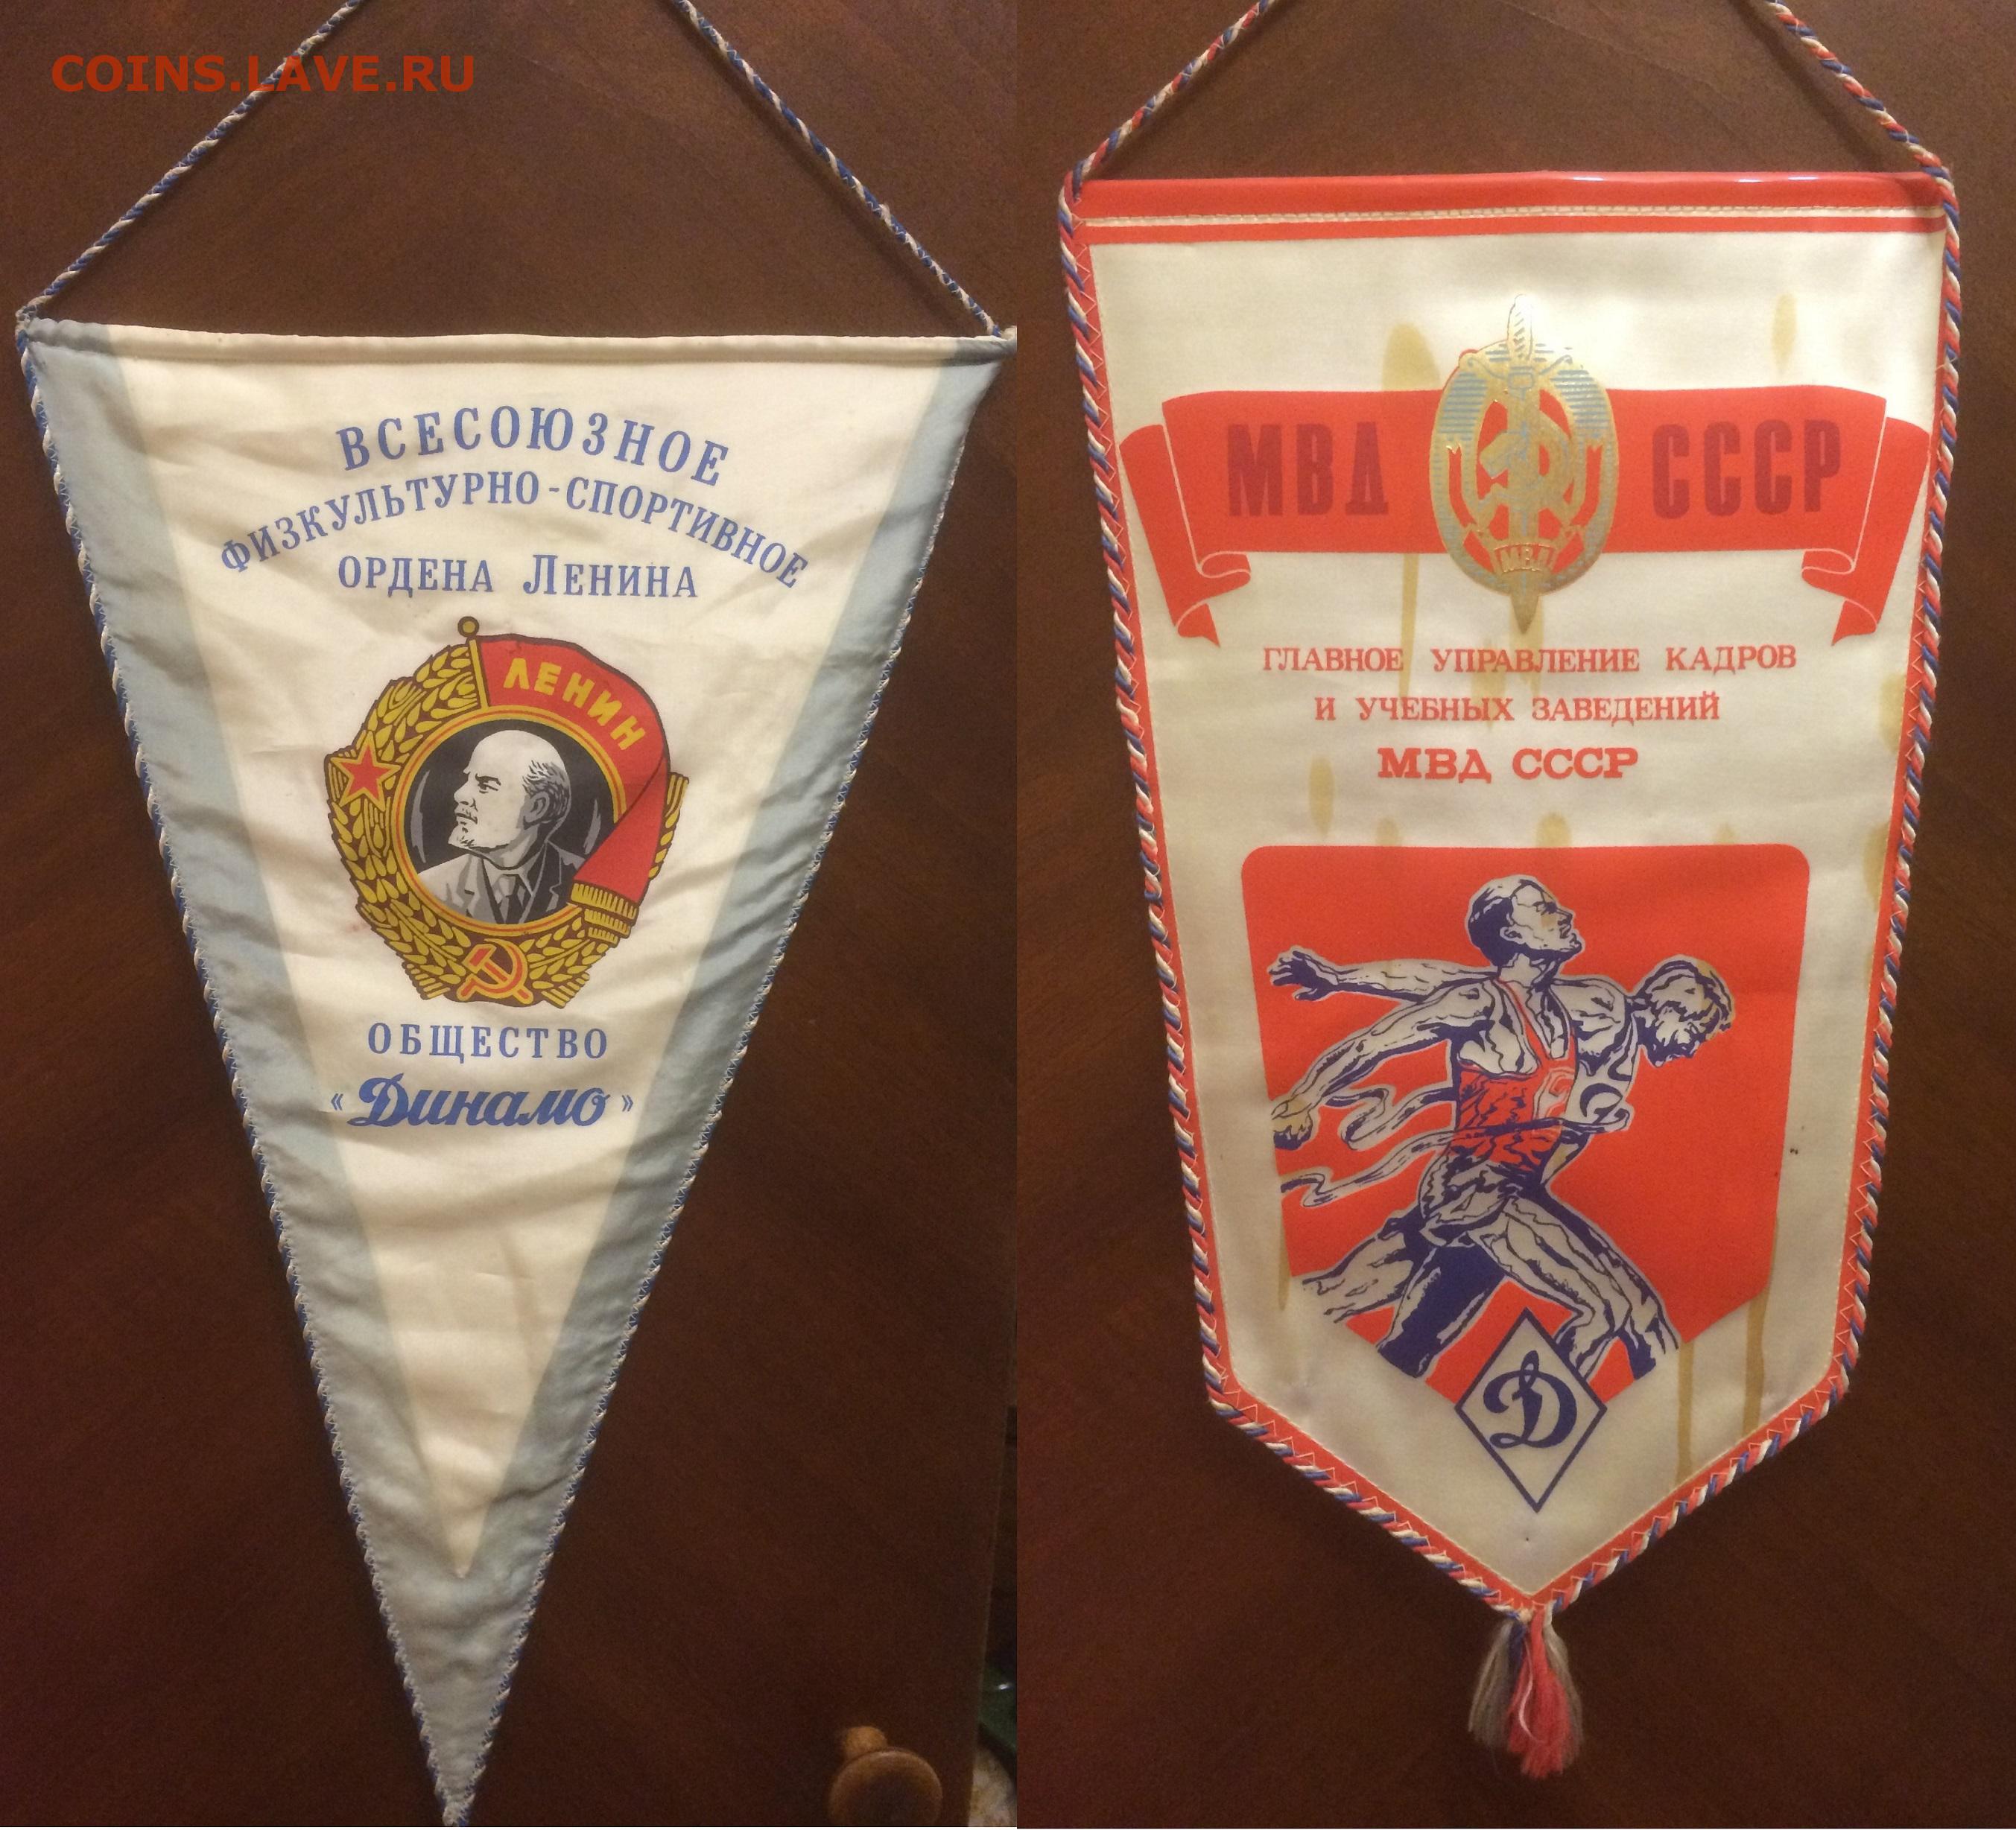 COINS.LAVE.RU
ВСЕСОЮЗНОЕ
ФИЗКУЛЬТУРНО-СПОРТИВНОЕ
ОРДЕНА ЛЕНИНА
ЛЕНИН
ОБЩЕСТВО
«Динамо»
МВД СССР
МВД
ГЛАВНОЕ УПРАВЛЕНИЕ КАДРОВ
И УЧЕБНЫХ ЗАВЕДЕНИЙ
МВД СССР
Д